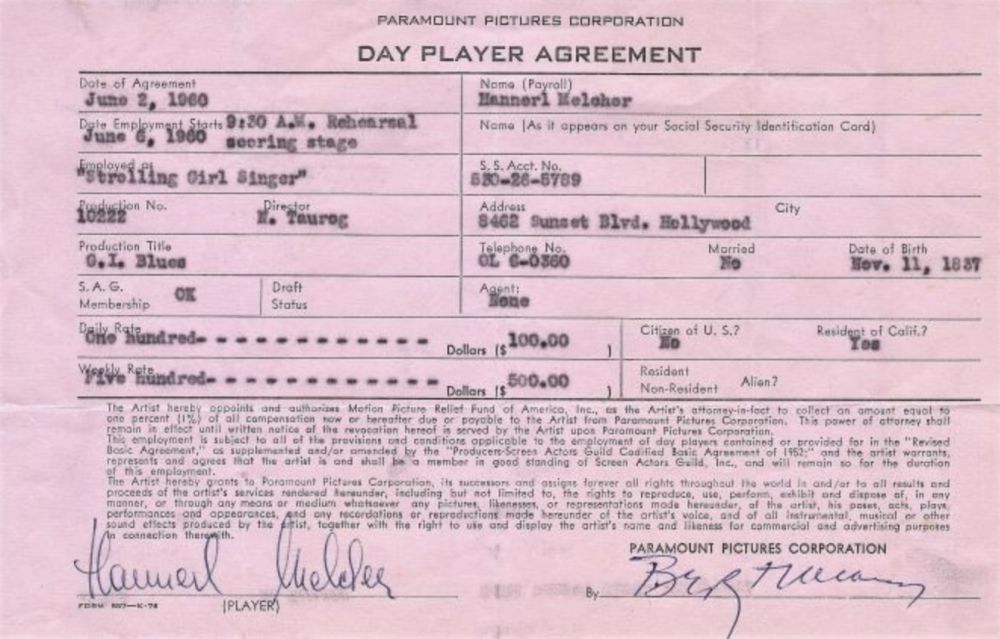 PARAMOUNT PICTURES CORPORATION
DAY PLAYER AGREEMENT
Date of Agreement
June 2, 1960
Name (Payroll)
Hannerl Melcher
Date Employment Starts 9:30 A.M. Rehearsal
June 6, 1960 scoring stage
Name (As it appears on your Social Security Identification Card)
Employed as
"Strolling Girl Singer"
S. S. Acct. No.
520-26-5789
Production No.
10222
Director
N. Taurog
Address
8462 Sunset Blvd. Hollywood
City
Production Title
G.I. Blues
Telephone No.
OL 6-0360
Married
No
Date of Birth
Nov. 11, 1937
S. A. G.
Membership
OK
Draft
Status
Agent:
None
Daily Rate
One hundred- - - - - - - - - - - - Dollars ($100.00 )
Citizen of U. S.?
No
Resident of Calif.?
Yes
Weekly Rate
Five hundred- - - - - - - - - - - Dollars ($500.00 )
Resident
Non-Resident Alien?
The Artist hereby appoints and authorizes Motion Picture Relief Fund of America, Inc., as the Artist's attorney-in-fact to collect an amount equal to
one percent (1%) of all compensation now or hereafter due or payable to the Artist from Paramount Pictures Corporation. This power of attorney shall
remain in effect until written notice of the revocation hereof is served by the Artist upon Paramount Pictures Corporation.
This employment is subject to all of the provisions and conditions applicable to the employment of day players contained or provided for in the "Revised
Basic Agreement," as supplemented and/or amended by the "Producers-Screen Actors Guild Codified Basic Agreement of 1952;" and the artist warrants,
represents and agrees that the artist is and shall be a member in good standing of Screen Actors Guild, Inc., and will remain so for the duration
of this employment.
The Artist hereby grants to Paramount Pictures Corporation, its successors and assigns forever all rights throughout the world in and/or to all results and
proceeds of the artist's services rendered hereunder, including but not limited to, the rights to reproduce, use, perform, exhibit and dispose of, in any
manner, or through any means or medium whatsoever any pictures, likenesses, or representations made hereunder, of the artist, his poses, acts, plays,
performances and appearances, and any recordations or reproductions made hereunder of the artist's voice, and of all instrumental, musical or other
sound effects produced by the artist, together with the right to use and display the artist's name and likeness for commercial and advertising purposes
in connection therewith.
Hannerl Melcher
(PLAYER)
PARAMOUNT PICTURES CORPORATION
By